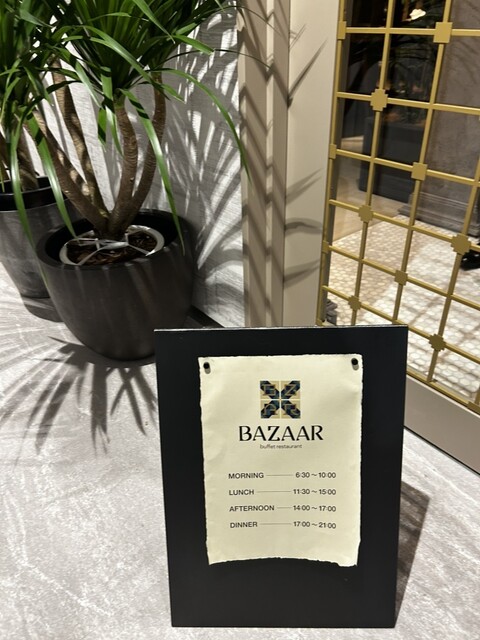 BAZAAR
buffet restaurant
MORNING 6:30~10:00
LUNCH 11:30~15:00
AFTERNOON 14:00~17:00
DINNER 17:00~21:00